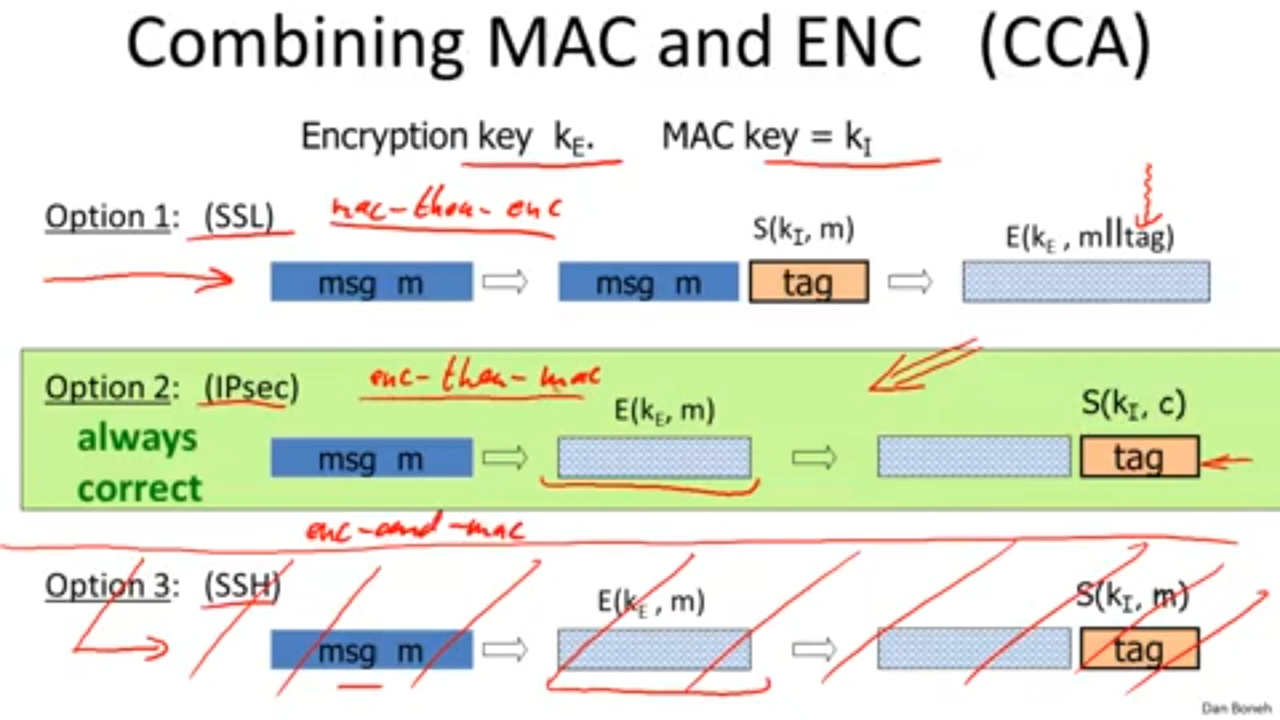 Combining MAC and ENC (CCA)
Encryption key kE. MAC key = kI
Option 1: (SSL) mac-then-enc
S(kI, m)
E(kE , m||tag)
msg m
msg m
tag
Option 2: (IPsec) enc-then-mac
always
correct
E(kE, m)
S(kI, c)
msg m
tag
enc-and-mac
Option 3: (SSH)
E(kE , m)
S(kI, m)
msg m
tag
Dan Boneh